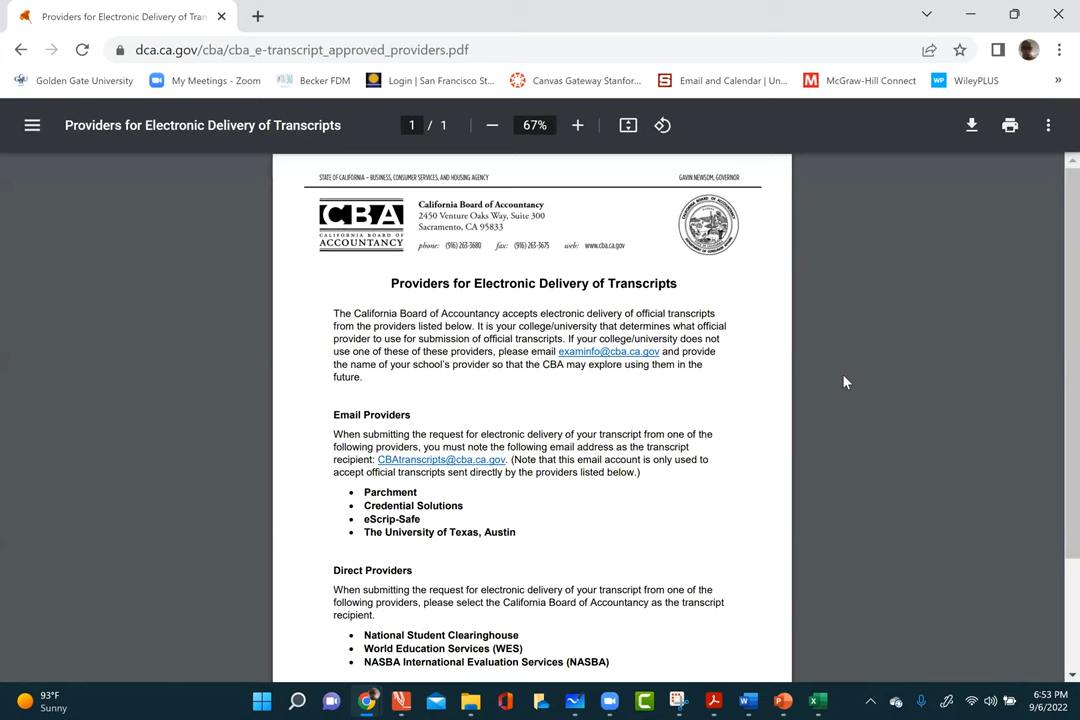 Providers for Electronic Delivery of Tran
dca.ca.gov/cba/cba_e-transcript_approved_providers.pdf
Golden Gate University
My Meetings - Zoom
Becker FDM
Login | San Francisco St...
Canvas Gateway Stanfor...
S
Email and Calendar | Un...
M
McGraw-Hill Connect
WP
WileyPLUS
»
Providers for Electronic Delivery of Transcripts
1 / 1
67%
STATE OF CALIFORNIA – BUSINESS, CONSUMER SERVICES, AND HOUSING AGENCY
GAVIN NEWSOM, GOVERNOR
CBA
CALIFORNIA BOARD OF
ACCOUNTANCY
California Board of Accountancy
2450 Venture Oaks Way, Suite 300
Sacramento, CA 95833
phone: (916) 263-3680 fax: (916) 263-3675 web: www.cba.ca.gov
Providers for Electronic Delivery of Transcripts
The California Board of Accountancy accepts electronic delivery of official transcripts
from the providers listed below. It is your college/university that determines what official
provider to use for submission of official transcripts. If your college/university does not
use one of these of these providers, please email examinfo@cba.ca.gov and provide
the name of your school's provider so that the CBA may explore using them in the
future.
Email Providers
When submitting the request for electronic delivery of your transcript from one of the
following providers, you must note the following email address as the transcript
recipient: CBAtranscripts@cba.ca.gov. (Note that this email account is only used to
accept official transcripts sent directly by the providers listed below.)
• Parchment
• Credential Solutions
• eScrip-Safe
• The University of Texas, Austin
Direct Providers
When submitting the request for electronic delivery of your transcript from one of the
following providers, please select the California Board of Accountancy as the transcript
recipient.
• National Student Clearinghouse
• World Education Services (WES)
• NASBA International Evaluation Services (NASBA)
93°F
Sunny
6:53 PM
9/6/2022